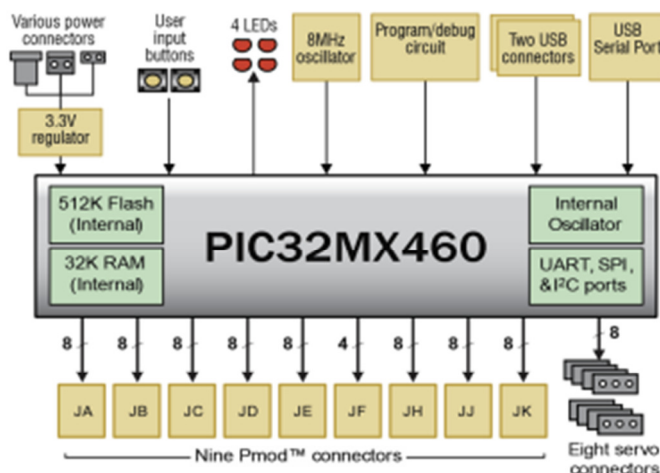 Various power
connectors
User
input
buttons
4 LEDs
8MHz
oscillator
Program/debug
circuit
Two USB
connectors
USB
Serial Port
3.3V
regulator
512K Flash
(Internal)
32K RAM
(Internal)
PIC32MX460
Internal
Oscillator
UART, SPI,
&I²C ports
8
8
8
8
8
4
8
8
8
8
JA
JB
JC
JD
JE
JF
JH
JJ
JK
Nine Pmod™ connectors
Eight servo
connectors